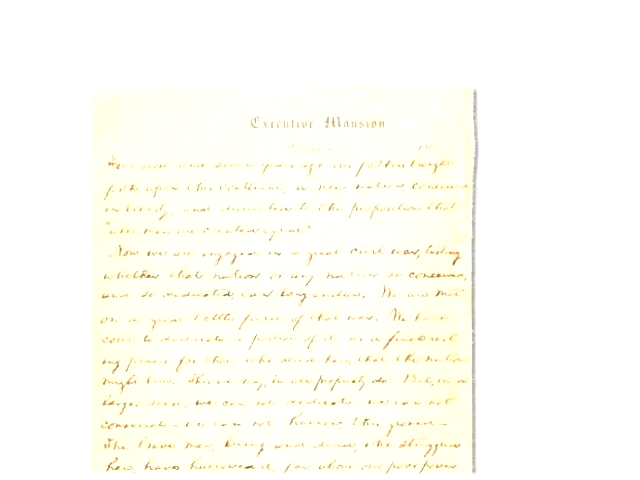 Executive Mansion,
Washington, 186
Four score and seven years ago our fathers brought
forth, upon this continent, a new nation, conceived
in liberty, and dedicated to the proposition that
"all men are created equal"
Now we are engaged in a great civil war, testing
whether that nation, or any nation so conceived,
and so dedicated, can long endure. We are met
on a great battle field of that war. We have
come to dedicate a portion of it, as a final rest
ing place for those who died here, that the nation
might live. This we may, in all propriety do. But, in a
larger sense, we can not dedicate – we can not
consecrate – we can not hallow, this ground –
The brave men, living and dead, who struggled
here, have hallowed it, far above our poor power